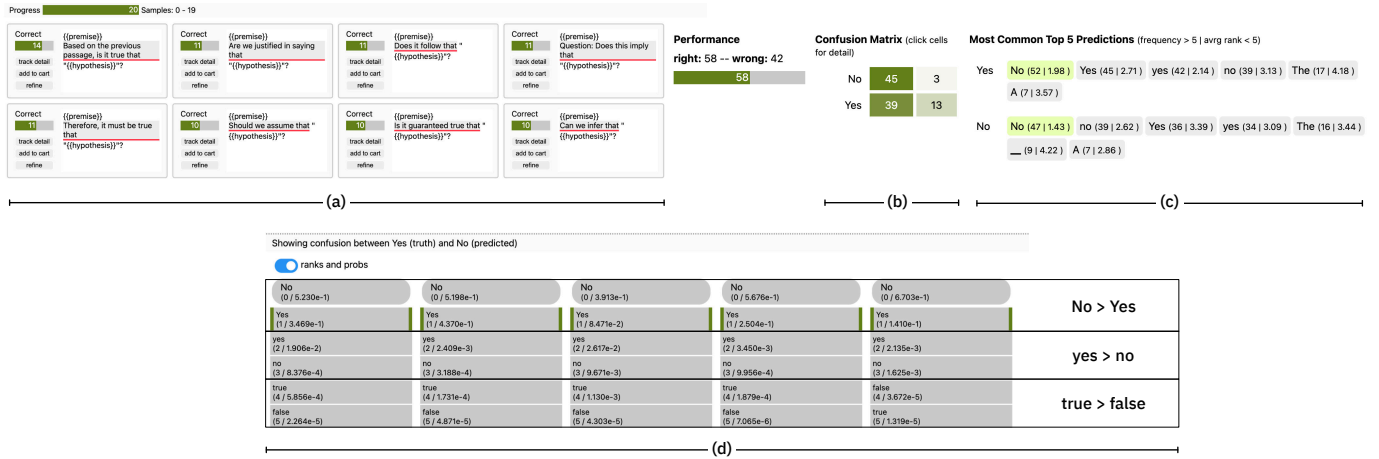 Progress 20 Samples: 0 - 19
Correct
14
track detail
add to cart
refine
{{premise}}
Based on the previous
passage, is it true that
"{{hypothesis}}"?
Correct
11
track detail
add to cart
refine
{{premise}}
Are we justified in saying
that
"{{hypothesis}}"?
Correct
11
track detail
add to cart
refine
{{premise}}
Does it follow that "
{{hypothesis}}"?
Correct
11
track detail
add to cart
refine
{{premise}}
Question: Does this imply
that
"{{hypothesis}}"?
Correct
11
track detail
add to cart
refine
{{premise}}
Therefore, it must be true
that
"{{hypothesis}}"?
Correct
10
track detail
add to cart
refine
{{premise}}
Should we assume that "
{{hypothesis}}"?
Correct
10
track detail
add to cart
refine
{{premise}}
Is it guaranteed true that "
{{hypothesis}}"?
Correct
10
track detail
add to cart
refine
{{premise}}
Can we infer that "
{{hypothesis}}"?
(a)
Performance
right: 58 -- wrong: 42
58
Confusion Matrix (click cells
for detail)
No 45 3
Yes 39 13
(b)
Most Common Top 5 Predictions (frequency > 5 | avrg rank < 5)
Yes No (52 | 1.98 ) Yes (45 | 2.71 ) yes (42 | 2.14 ) no (39 | 3.13 ) The (17 | 4.18 )
A (7 | 3.57 )
No No (47 | 1.43 ) no (39 | 2.62 ) Yes (36 | 3.39 ) yes (34 | 3.09 ) The (16 | 3.44 )
__ (9 | 4.22 ) A (7 | 2.86 )
(c)
Showing confusion between Yes (truth) and No (predicted)
ranks and probs
No No No No No
(0 / 5.230e-1) (0 / 5.198e-1) (0 / 3.913e-1) (0 / 5.676e-1) (0 / 6.703e-1)
Yes Yes Yes Yes Yes
(1 / 3.469e-1) (1 / 4.370e-1) (1 / 8.471e-2) (1 / 2.504e-1) (1 / 1.410e-1)
No > Yes
yes yes yes yes yes
(2 / 1.906e-2) (2 / 2.409e-3) (2 / 2.617e-2) (2 / 3.450e-3) (2 / 2.135e-3)
no no no no no
(3 / 8.376e-4) (3 / 3.188e-4) (3 / 9.671e-3) (3 / 9.956e-4) (3 / 1.625e-3)
yes > no
true true true true false
(4 / 5.856e-4) (4 / 1.731e-4) (4 / 1.130e-3) (4 / 1.879e-4) (4 / 3.672e-5)
false false false false true
(5 / 2.264e-5) (5 / 4.871e-5) (5 / 4.303e-5) (5 / 7.065e-6) (5 / 1.319e-5)
true > false
(d)